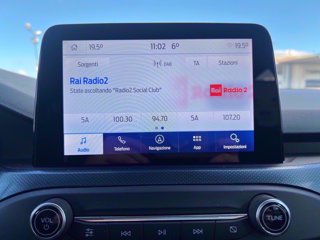 19.5° 11:02 6° 19.5°
Sorgenti DAB TA Stazioni
Rai Radio2
State ascoltando "Radio2 Social Club"
Rai Radio 2
5A 100.30 94.70 5A 107.20
Audio Telefono Navigazione App Impostazioni
VOL TUNE